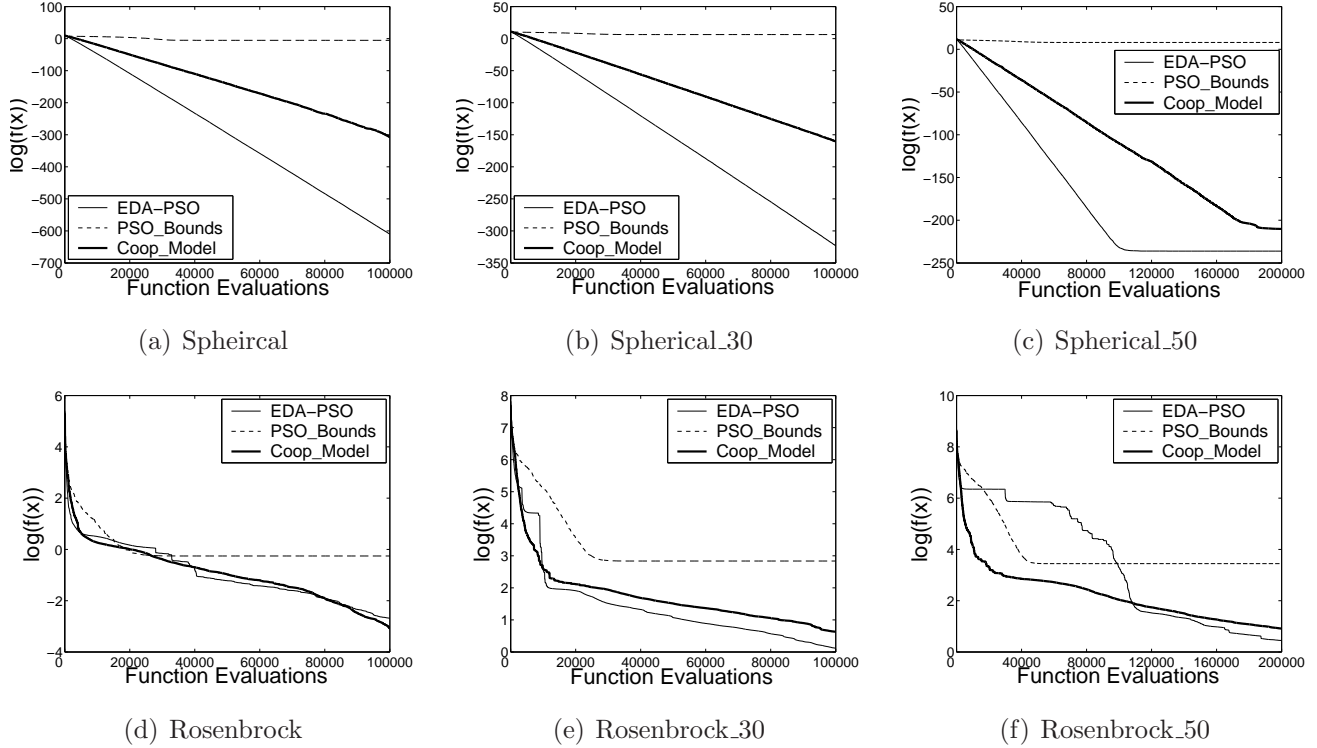 100
0
−100
−200
−300
−400
−500
−600
−700
log(f(x))
EDA−PSO
PSO_Bounds
Coop_Model
0 20000 40000 60000 80000 100000
Function Evaluations
(a) Spheircal
50
0
−50
−100
−150
−200
−250
−300
−350
log(f(x))
EDA−PSO
PSO_Bounds
Coop_Model
0 20000 40000 60000 80000 100000
Function Evaluations
(b) Spherical_30
50
0
−50
−100
−150
−200
−250
log(f(x))
EDA−PSO
PSO_Bounds
Coop_Model
0 40000 80000 120000 160000 200000
Function Evaluations
(c) Spherical_50
6
4
2
0
−2
−4
log(f(x))
EDA−PSO
PSO_Bounds
Coop_Model
0 20000 40000 60000 80000 100000
Function Evaluations
(d) Rosenbrock
8
7
6
5
4
3
2
1
0
log(f(x))
EDA−PSO
PSO_Bounds
Coop_Model
0 20000 40000 60000 80000 100000
Function Evaluations
(e) Rosenbrock_30
10
8
6
4
2
0
log(f(x))
EDA−PSO
PSO_Bounds
Coop_Model
0 40000 80000 120000 160000 200000
Function Evaluations
(f) Rosenbrock_50